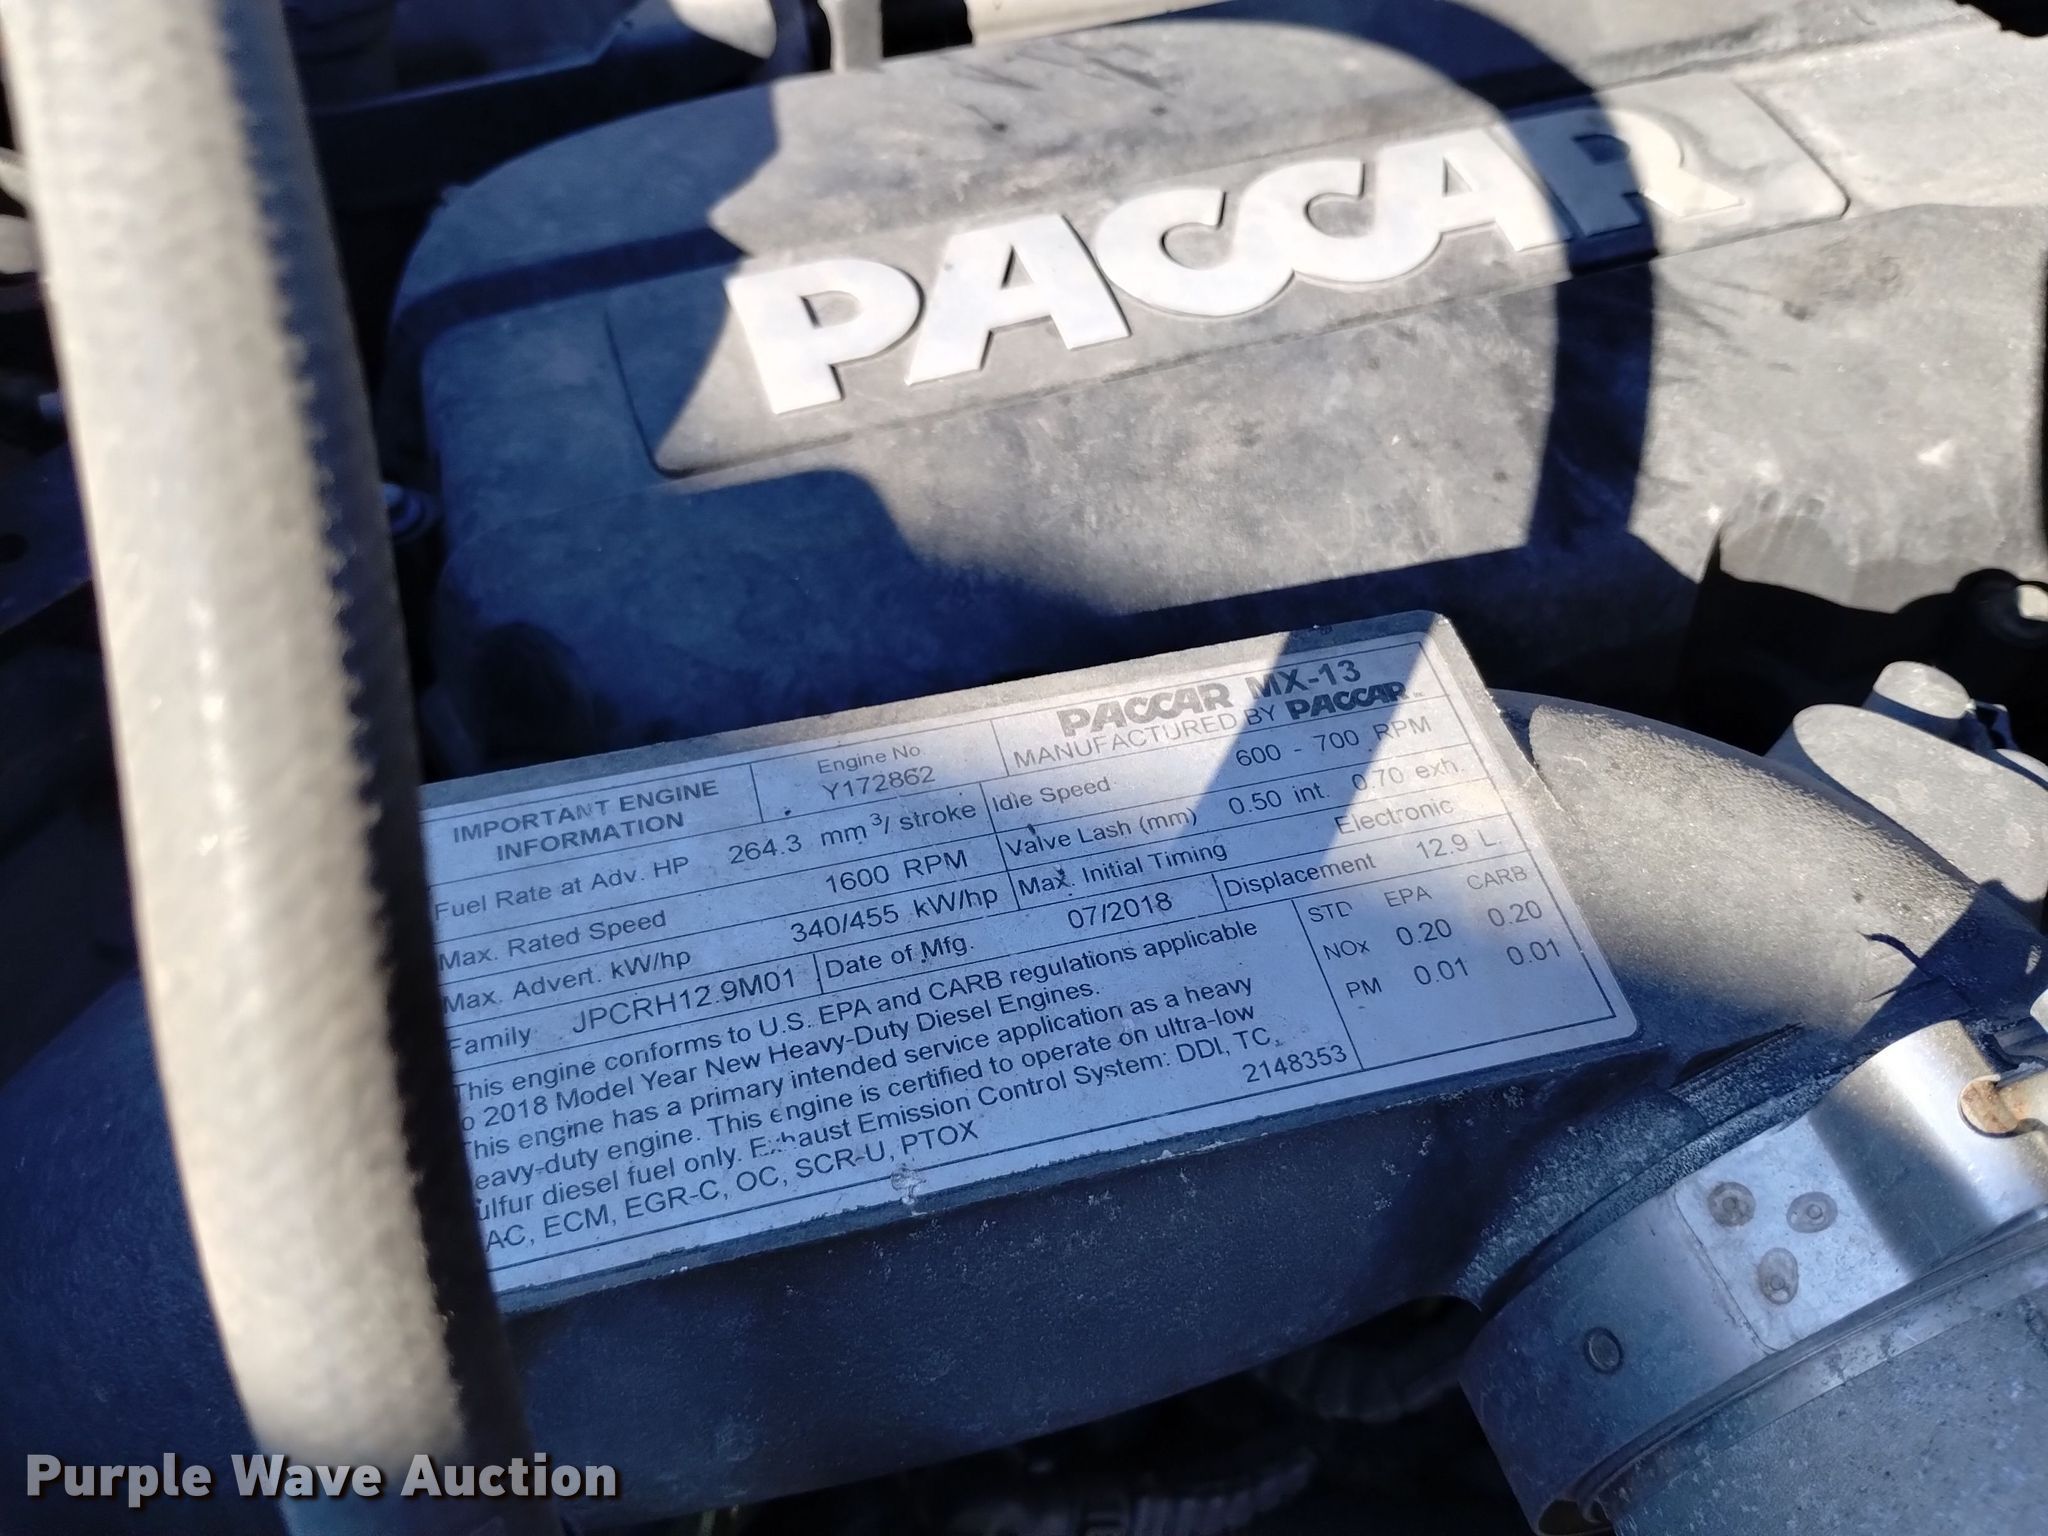 PACCAR
PACCAR MX-13
MANUFACTURED BY PACCAR
IMPORTANT ENGINE
INFORMATION
Engine No.
Y172862
Fuel Rate at Adv. HP 264.3 mm³/ stroke
Idle Speed 600 - 700 RPM
Max. Rated Speed 1600 RPM
Valve Lash (mm) 0.50 int. 0.70 exh.
Max. Advert. kW/hp 340/455 kW/hp
Max. Initial Timing Electronic
Family JPCRH12.9M01
Date of Mfg. 07/2018
Displacement 12.9 L.
This engine conforms to U.S. EPA and CARB regulations applicable
o 2018 Model Year New Heavy-Duty Diesel Engines.
This engine has a primary intended service application as a heavy
eavy-duty engine. This engine is certified to operate on ultra-low
ulfur diesel fuel only. Exhaust Emission Control System: DDI, TC,
AC, ECM, EGR-C, OC, SCR-U, PTOX
2148353
STD EPA CARB
NOx 0.20 0.20
PM 0.01 0.01
Purple Wave Auction